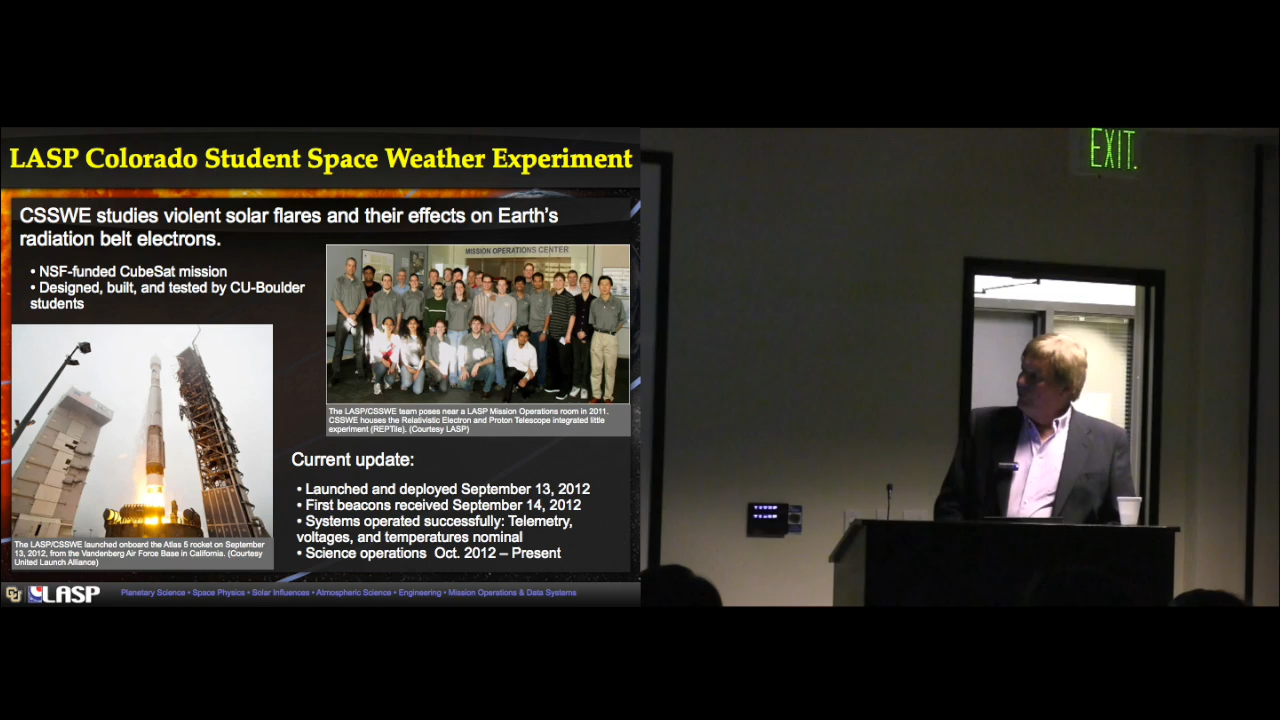 LASP Colorado Student Space Weather Experiment
CSSWE studies violent solar flares and their effects on Earth's
radiation belt electrons.
• NSF-funded CubeSat mission
• Designed, built, and tested by CU-Boulder
students
MISSION OPERATIONS CENTER
The LASP/CSSWE team poses near a LASP Mission Operations room in 2011.
CSSWE houses the Relativistic Electron and Proton Telescope integrated little
experiment (REPTile). (Courtesy LASP)
Current update:
• Launched and deployed September 13, 2012
• First beacons received September 14, 2012
• Systems operated successfully: Telemetry,
voltages, and temperatures nominal
• Science operations Oct. 2012 – Present
The LASP/CSSWE launched onboard the Atlas 5 rocket on September
13, 2012, from the Vandenberg Air Force Base in California. (Courtesy
United Launch Alliance)
CU LASP
Planetary Science • Space Physics • Solar Influences • Atmospheric Science • Engineering • Mission Operations & Data Systems
EXIT